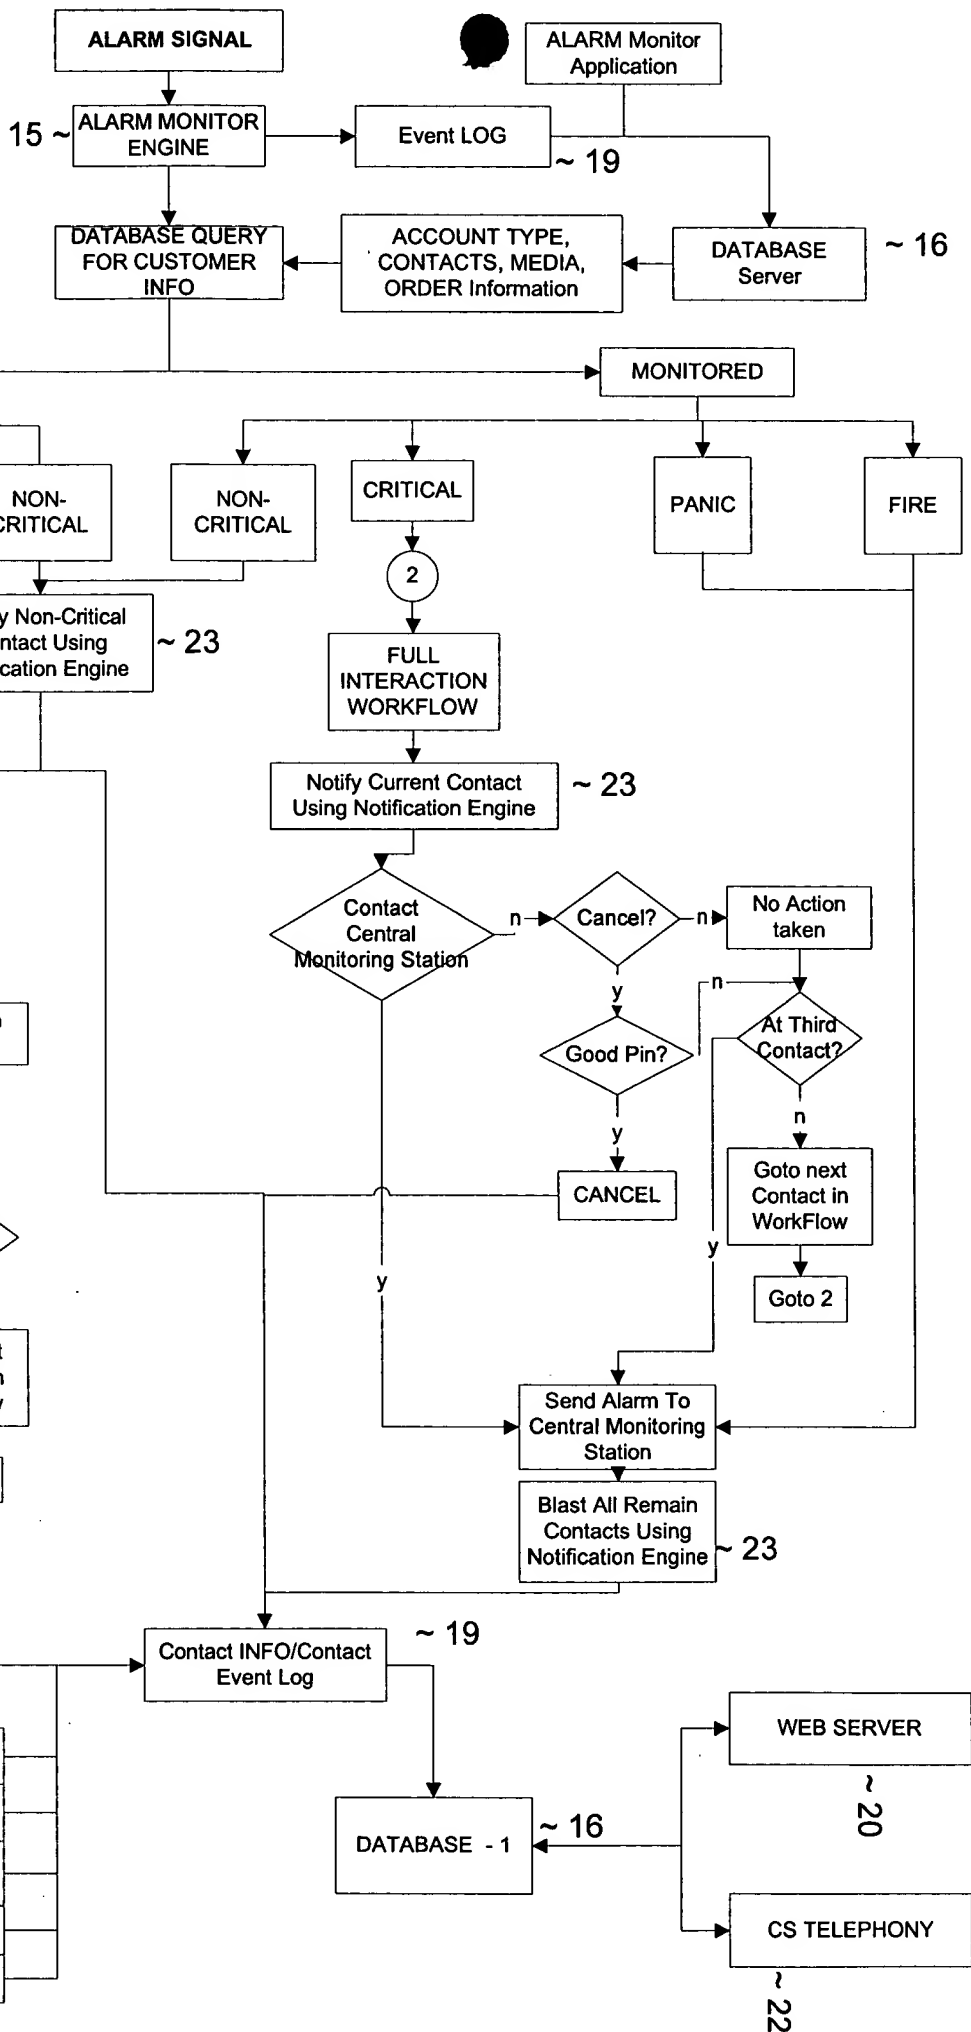 ALARM SIGNAL
ALARM Monitor
Application
15 ~
ALARM MONITOR
ENGINE
Event LOG
~ 19
DATABASE QUERY
FOR CUSTOMER
INFO
ACCOUNT TYPE,
CONTACTS, MEDIA,
ORDER Information
DATABASE
Server
~ 16
MONITORED
NON-
CRITICAL
NON-
CRITICAL
CRITICAL
PANIC
FIRE
2
y Non-Critical
ntact Using
cation Engine
~ 23
FULL
INTERACTION
WORKFLOW
Notify Current Contact
Using Notification Engine
~ 23
Contact
Central
Monitoring Station
n
Cancel?
n
No Action
taken
y
n
Good Pin?
At Third
Contact?
y
n
CANCEL
Goto next
Contact in
WorkFlow
y
y
Goto 2
Send Alarm To
Central Monitoring
Station
Blast All Remain
Contacts Using
Notification Engine
~ 23
Contact INFO/Contact
Event Log
~ 19
WEB SERVER
~ 20
DATABASE - 1
~ 16
CS TELEPHONY
~ 22